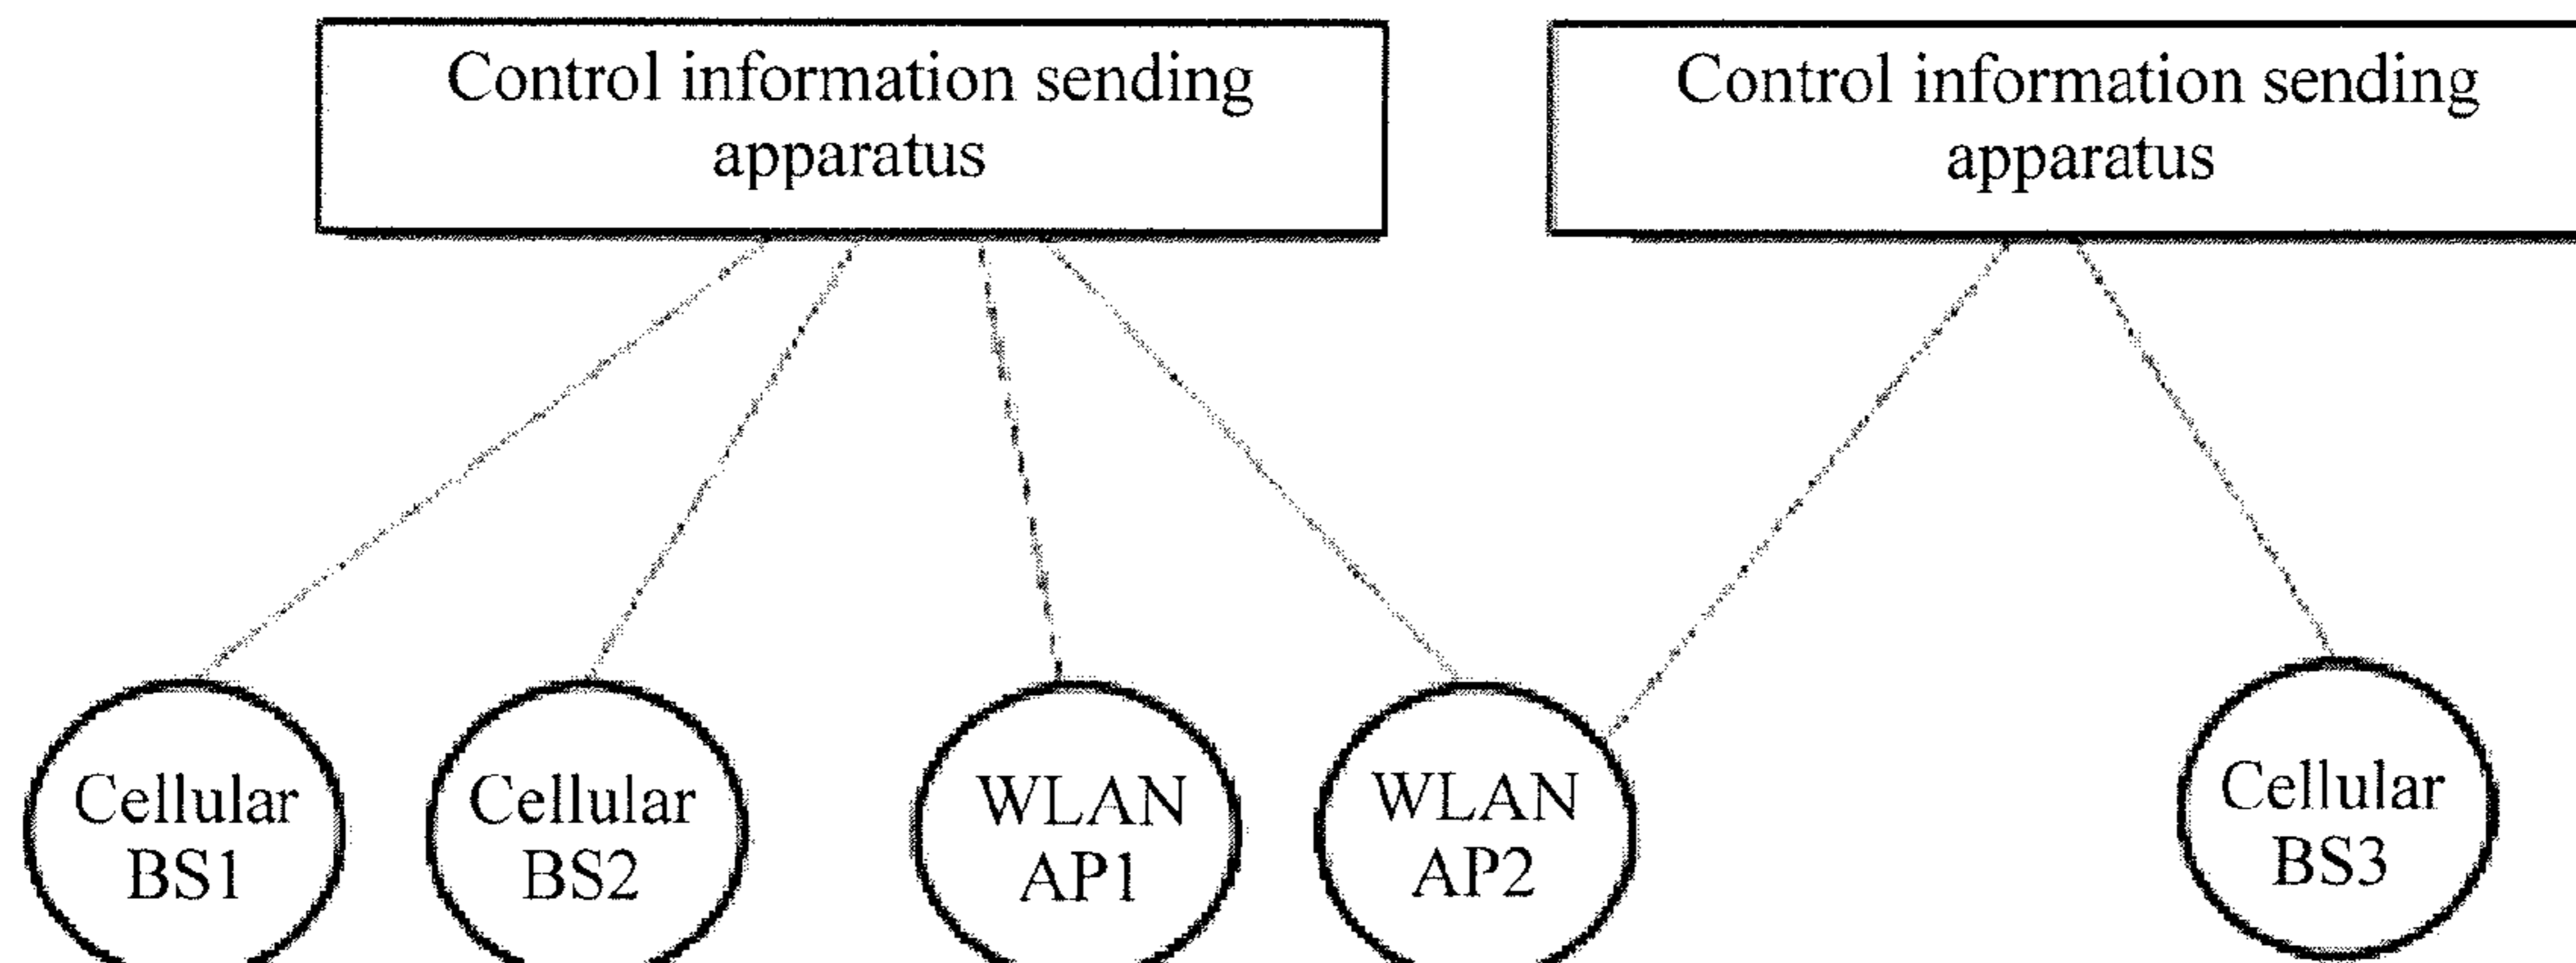 Control information sending
apparatus
Control information sending
apparatus
Cellular
BS1
Cellular
BS2
WLAN
AP1
WLAN
AP2
Cellular
BS3